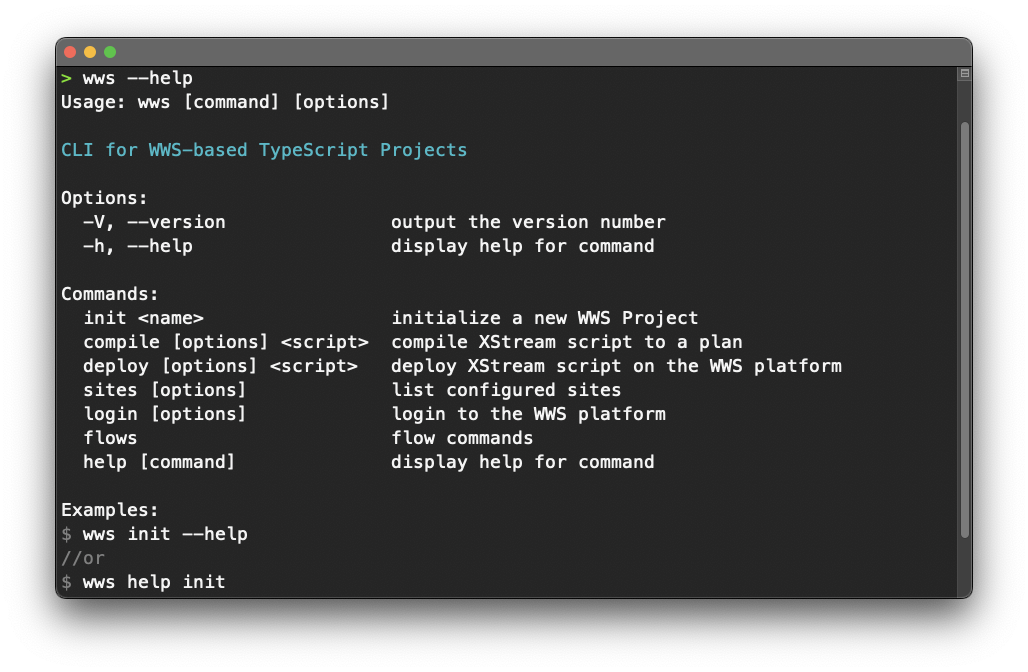 > wws --help
Usage: wws [command] [options]
CLI for WWS-based TypeScript Projects
Options:
-V, --version output the version number
-h, --help display help for command
Commands:
init <name> initialize a new WWS Project
compile [options] <script> compile XStream script to a plan
deploy [options] <script> deploy XStream script on the WWS platform
sites [options] list configured sites
login [options] login to the WWS platform
flows flow commands
help [command] display help for command
Examples:
$ wws init --help
//or
$ wws help init